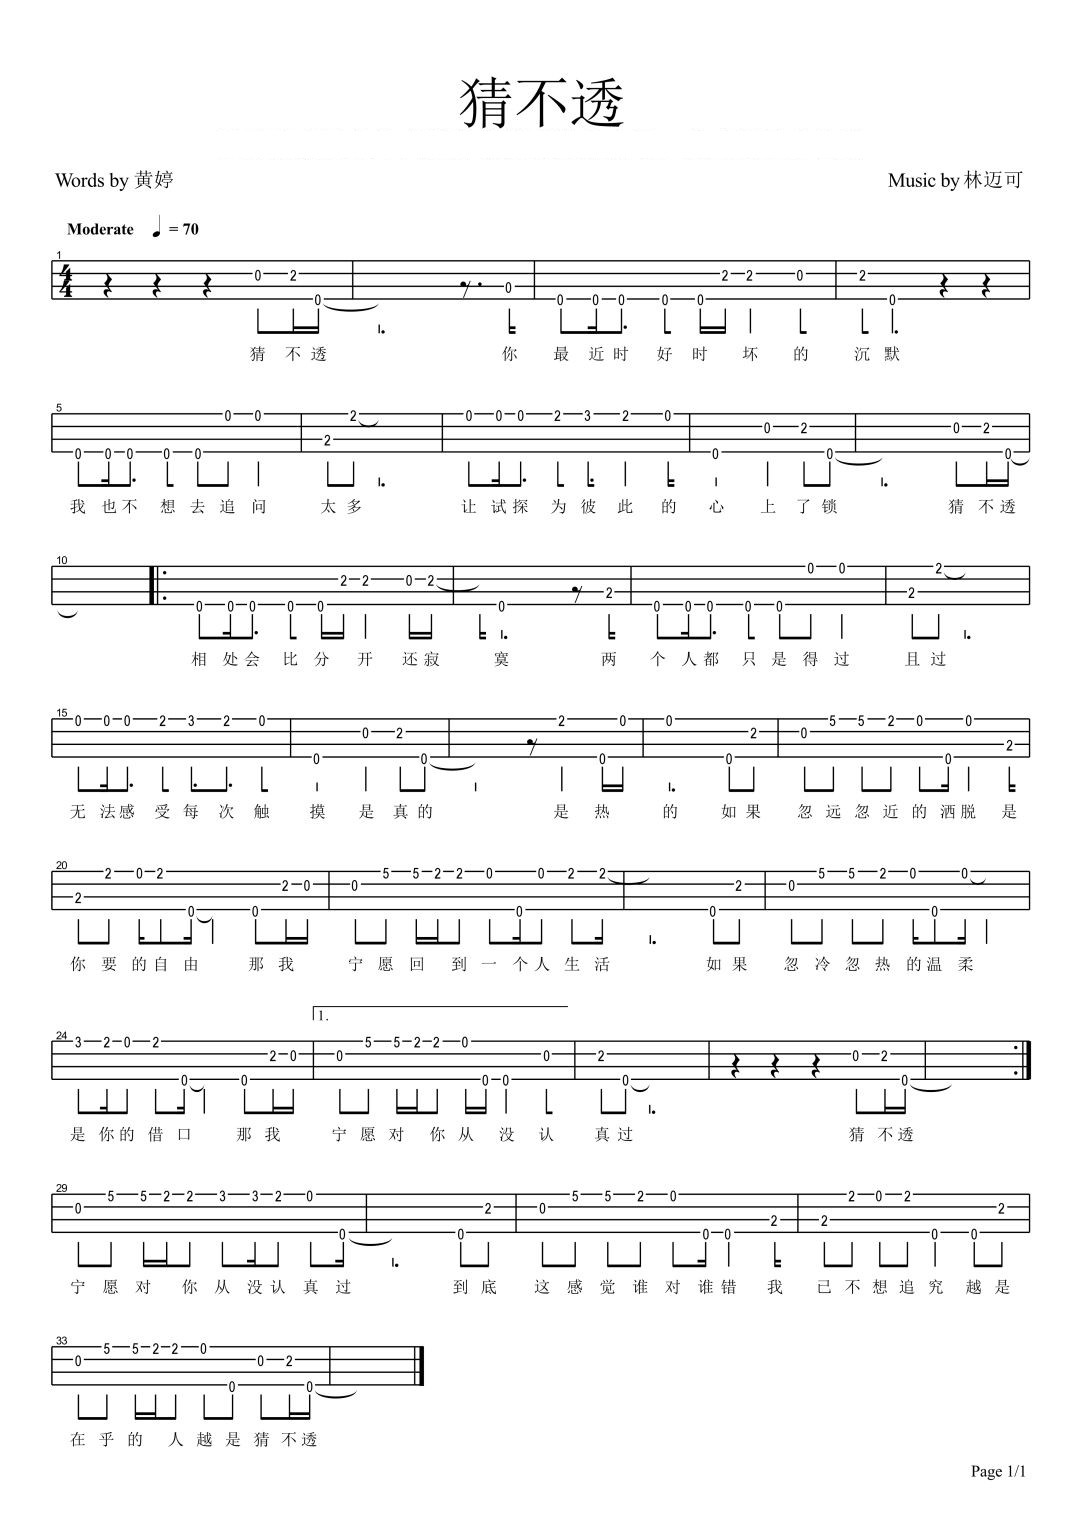 猜不透
Words by 黄婷
Music by 林迈可
Moderate ♩ = 70
1
4
4
0 2 0 0 0 0 0 0 0 2 2 0 2 0
猜 不 透 你 最 近 时 好 时 坏 的 沉 默
5
0 0 0 0 0 0 0 2 2 0 0 0 2 3 2 0 0 0 2 0 0 2 0
我 也 不 想 去 追 问 太 多 让 试 探 为 彼 此 的 心 上 了 锁 猜 不 透
10
0 0 0 0 0 2 2 0 2 0 2 0 0 0 0 0 0 0 2 2
相 处 会 比 分 开 还 寂 寞 两 个 人 都 只 是 得 过 且 过
15
0 0 0 2 3 2 0 0 0 2 0 2 0 0 0 0 2 0 5 5 2 0 0 0 2
无 法 感 受 每 次 触 摸 是 真 的 是 热 的 如 果 忽 远 忽 近 的 洒 脱 是
20
2 2 0 2 0 0 2 0 0 5 5 2 2 0 0 0 2 2 0 2 0 5 5 2 0 0 0
你 要 的 自 由 那 我 宁 愿 回 到 一 个 人 生 活 如 果 忽 冷 忽 热 的 温 柔
1.
24
3 2 0 2 0 0 2 0 0 5 5 2 2 0 0 0 0 2 0 0 2 0
是 你 的 借 口 那 我 宁 愿 对 你 从 没 认 真 过 猜 不 透
29
0 5 5 2 2 3 3 2 0 0 0 2 0 5 5 2 0 0 0 2 2 2 0 2 0 0 2
宁 愿 对 你 从 没 认 真 过 到 底 这 感 觉 谁 对 谁 错 我 已 不 想 追 究 越 是
33
0 5 5 2 2 0 0 0 2 0
在 乎 的 人 越 是 猜 不 透
Page 1/1